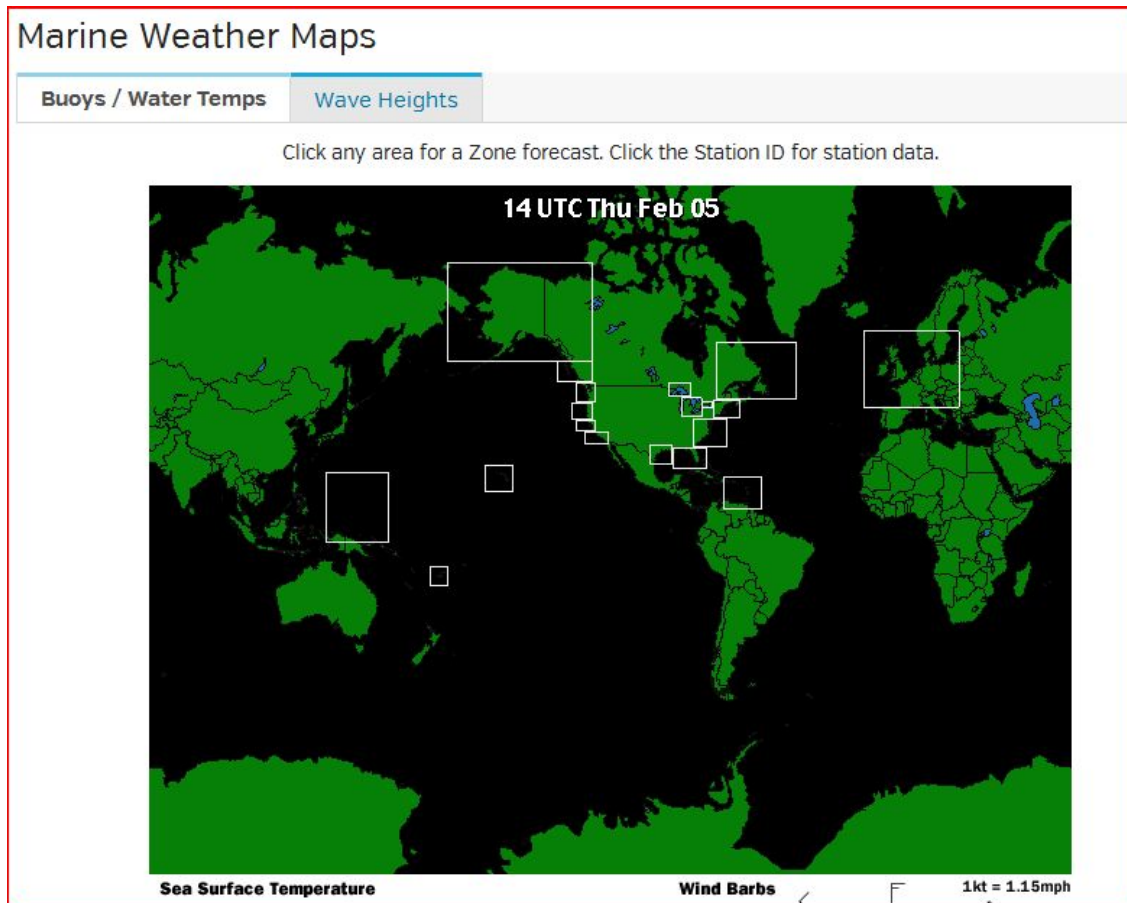 Marine Weather Maps
Buoys / Water Temps
Wave Heights
Click any area for a Zone forecast. Click the Station ID for station data.
14 UTC Thu Feb 05
Sea Surface Temperature
Wind Barbs
1kt = 1.15mph